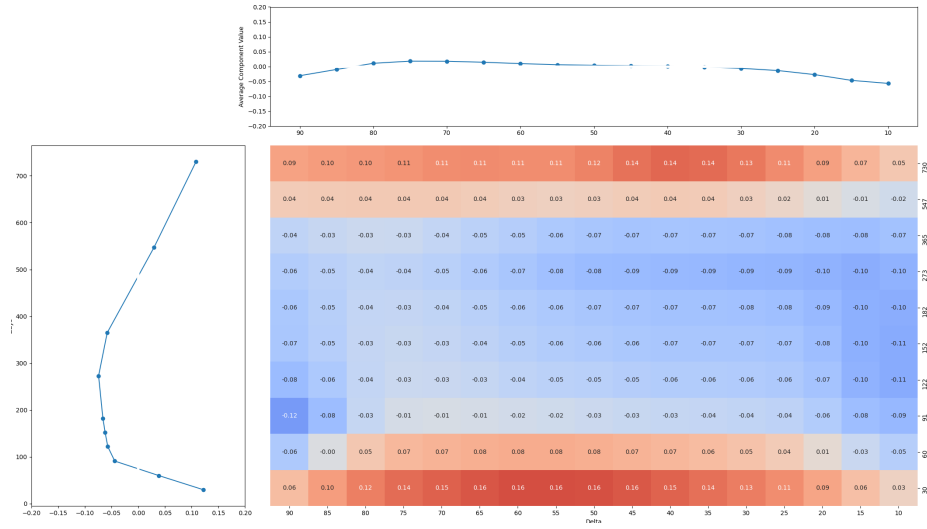 0.20
0.15
0.10
0.05
0.00
−0.05
−0.10
−0.15
−0.20
Average Component Value
90 80 70 60 50 40 30 20 10
700
600
500
400
300
200
100
0
−0.20 −0.15 −0.10 −0.05 0.00 0.05 0.10 0.15 0.20
0.09 0.10 0.10 0.11 0.11 0.11 0.11 0.11 0.12 0.14 0.14 0.14 0.13 0.11 0.09 0.07 0.05 730
0.04 0.04 0.04 0.04 0.04 0.04 0.03 0.03 0.03 0.04 0.04 0.04 0.03 0.02 0.01 -0.01 -0.02 547
-0.04 -0.03 -0.03 -0.03 -0.04 -0.05 -0.05 -0.06 -0.06 -0.07 -0.07 -0.07 -0.07 -0.08 -0.08 -0.08 -0.07 365
-0.06 -0.05 -0.04 -0.04 -0.05 -0.06 -0.07 -0.08 -0.08 -0.09 -0.09 -0.09 -0.09 -0.09 -0.10 -0.10 -0.10 273
-0.06 -0.05 -0.04 -0.03 -0.04 -0.05 -0.06 -0.06 -0.07 -0.07 -0.07 -0.08 -0.08 -0.08 -0.09 -0.10 -0.10 182
-0.07 -0.05 -0.03 -0.03 -0.03 -0.04 -0.05 -0.06 -0.06 -0.06 -0.07 -0.07 -0.07 -0.07 -0.08 -0.10 -0.11 152
-0.08 -0.06 -0.04 -0.03 -0.03 -0.03 -0.04 -0.05 -0.05 -0.05 -0.06 -0.06 -0.06 -0.06 -0.07 -0.10 -0.11 122
-0.12 -0.08 -0.03 -0.01 -0.01 -0.01 -0.02 -0.02 -0.03 -0.03 -0.03 -0.04 -0.04 -0.04 -0.06 -0.08 -0.09 91
-0.06 -0.00 0.05 0.07 0.07 0.08 0.08 0.08 0.08 0.07 0.07 0.06 0.05 0.04 0.01 -0.03 -0.05 60
0.06 0.10 0.12 0.14 0.15 0.16 0.16 0.16 0.16 0.16 0.15 0.14 0.13 0.11 0.09 0.06 0.03 30
90 85 80 75 70 65 60 55 50 45 40 35 30 25 20 15 10
Delta